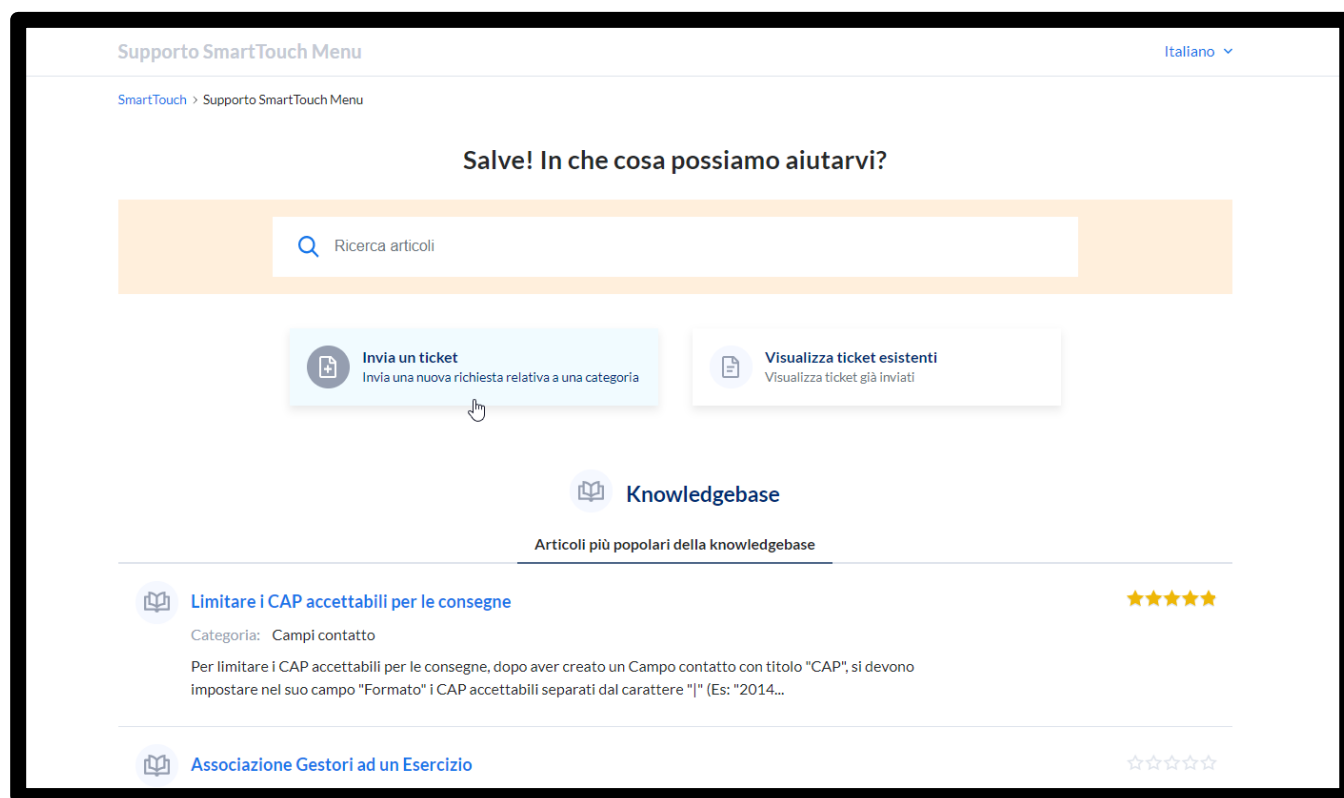 Supporto SmartTouch Menu
Italiano
SmartTouch > Supporto SmartTouch Menu
Salve! In che cosa possiamo aiutarvi?
Ricerca articoli
Invia un ticket
Invia una nuova richiesta relativa a una categoria
Visualizza ticket esistenti
Visualizza ticket già inviati
Knowledgebase
Articoli più popolari della knowledgebase
Limitare i CAP accettabili per le consegne
Categoria: Campi contatto
Per limitare i CAP accettabili per le consegne, dopo aver creato un Campo contatto con titolo "CAP", si devono
impostare nel suo campo "Formato" i CAP accettabili separati dal carattere "|" (Es: "2014...
Associazione Gestori ad un Esercizio